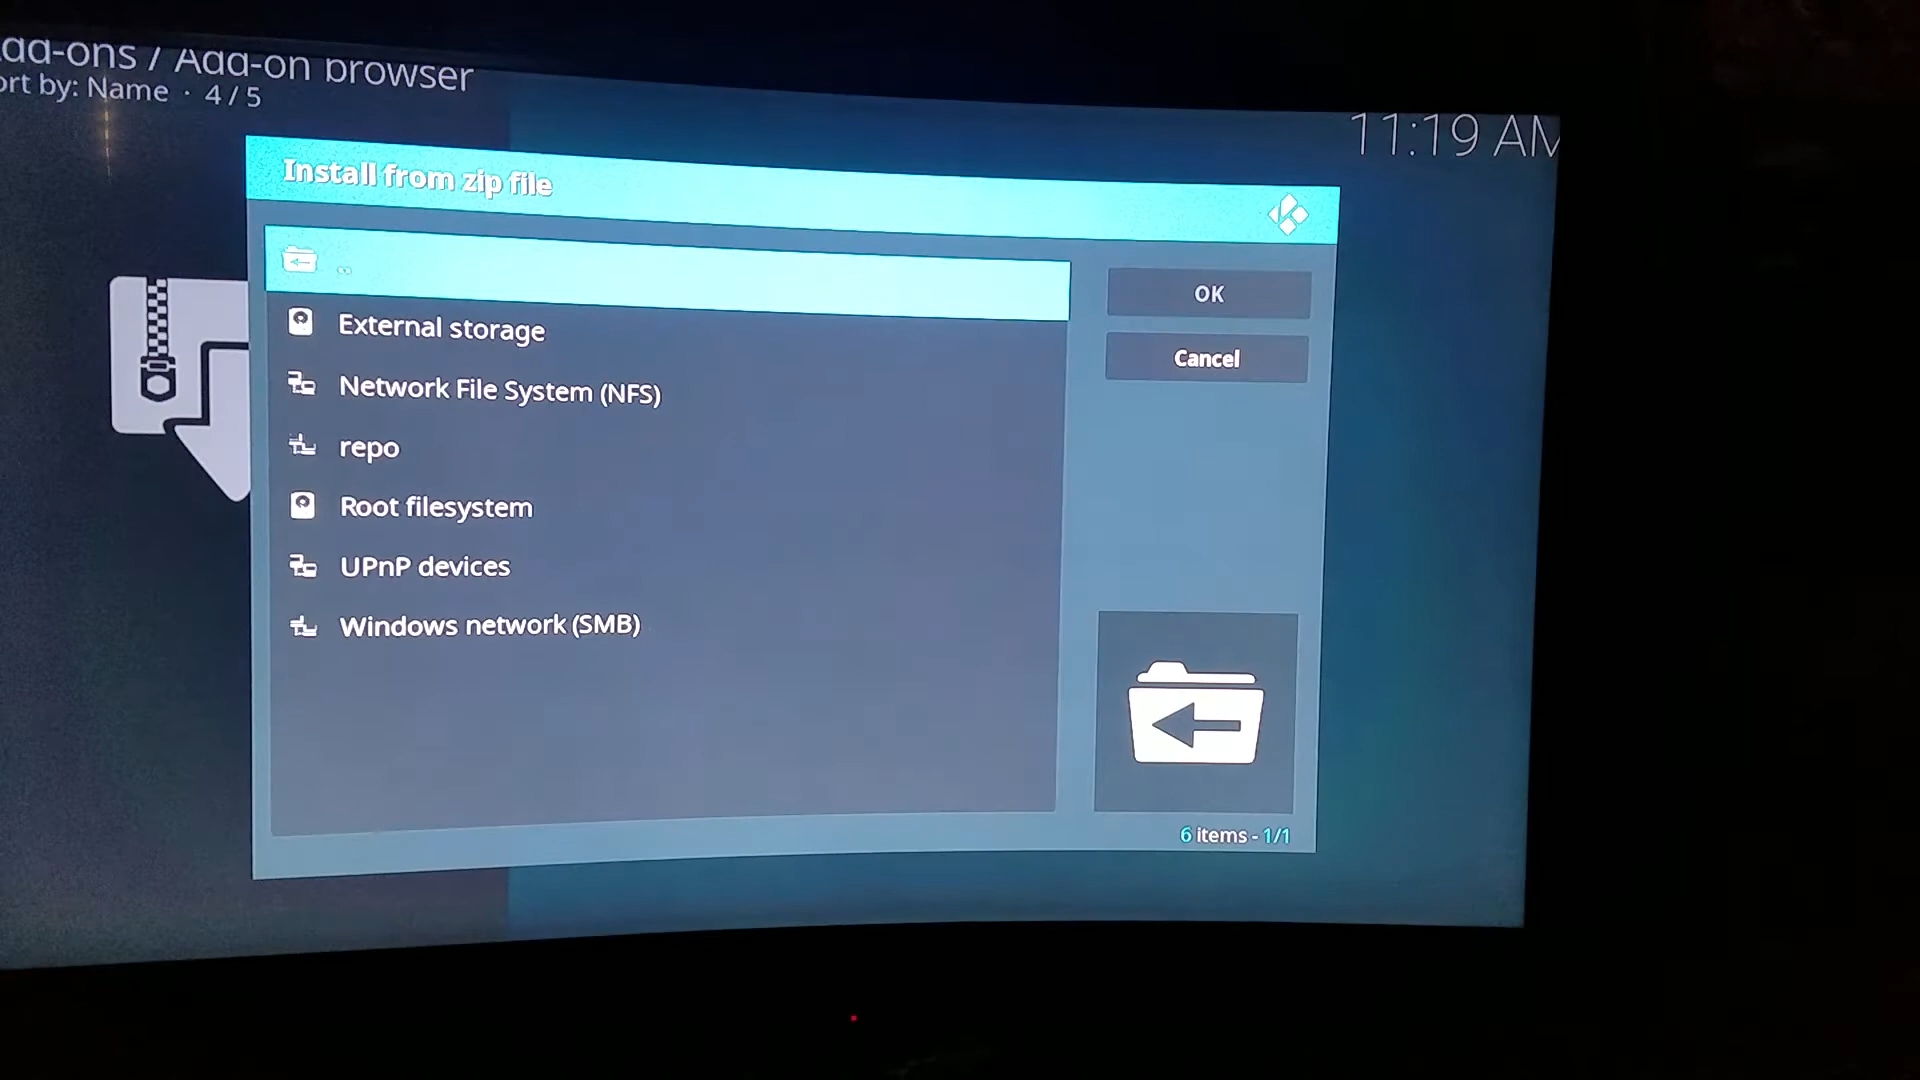 dd-ons / Add-on browser
ort by: Name · 4 / 5
11:19 AM
Install from zip file
..
External storage
Network File System (NFS)
repo
Root filesystem
UPnP devices
Windows network (SMB)
OK
Cancel
6 items - 1/1